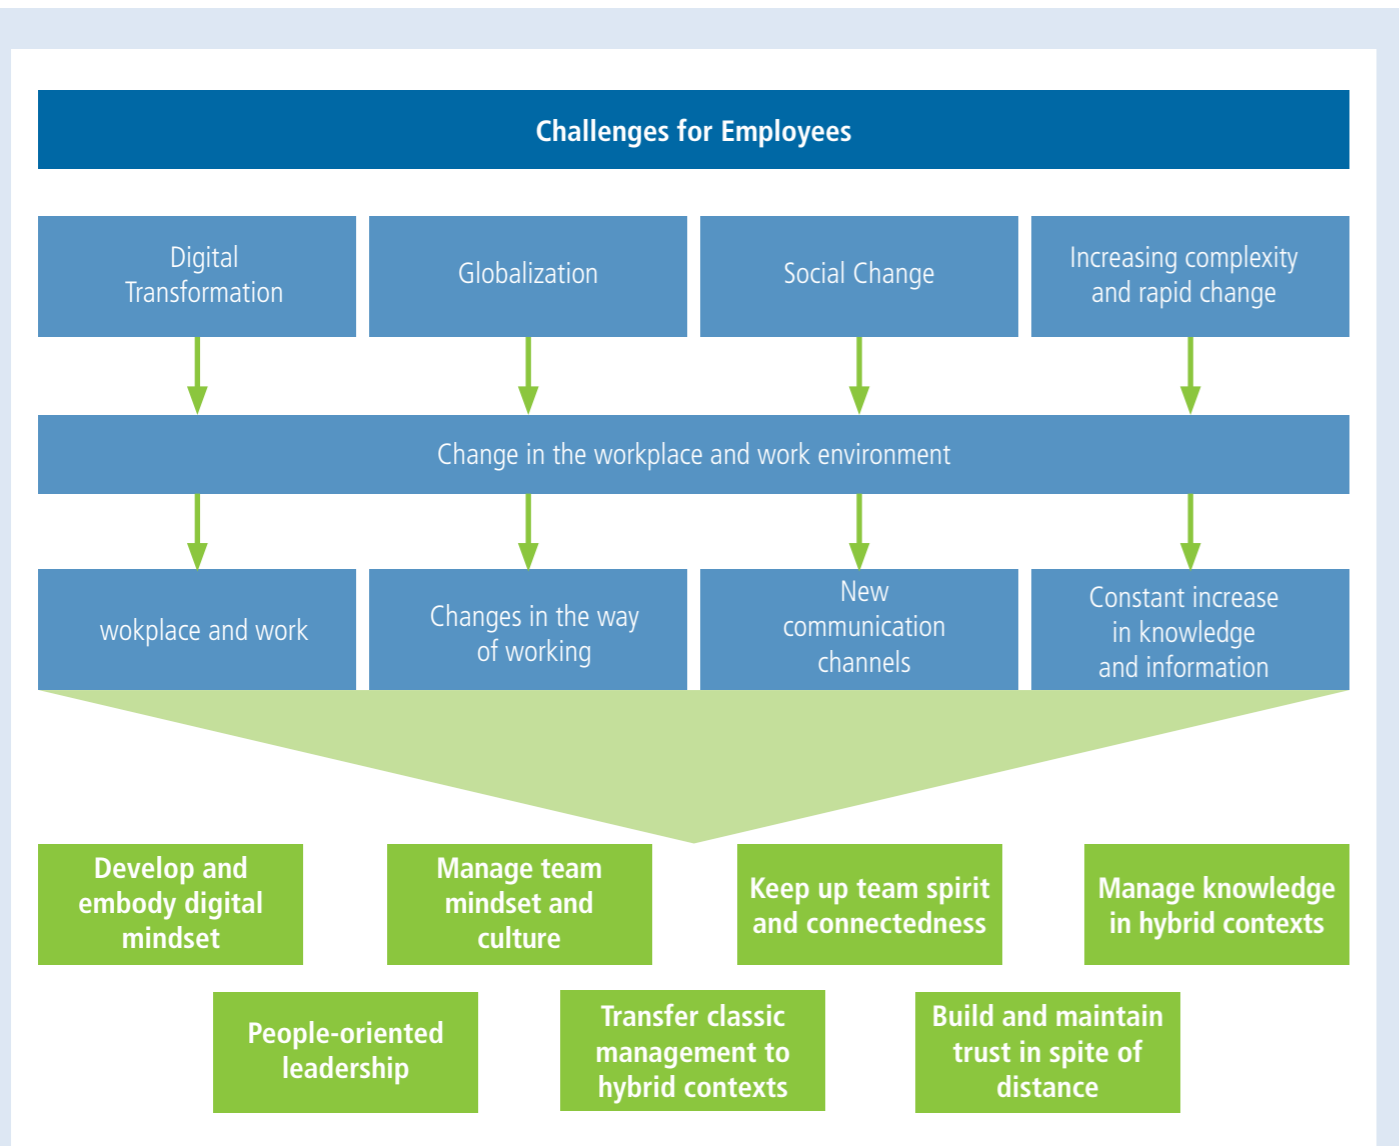 Challenges for Employees
Digital
Transformation
Globalization
Social Change
Increasing complexity
and rapid change
Change in the workplace and work environment
wokplace and work
Changes in the way
of working
New
communication
channels
Constant increase
in knowledge
and information
Develop and
embody digital
mindset
Manage team
mindset and
culture
Keep up team spirit
and connectedness
Manage knowledge
in hybrid contexts
People-oriented
leadership
Transfer classic
management to
hybrid contexts
Build and maintain
trust in spite of
distance